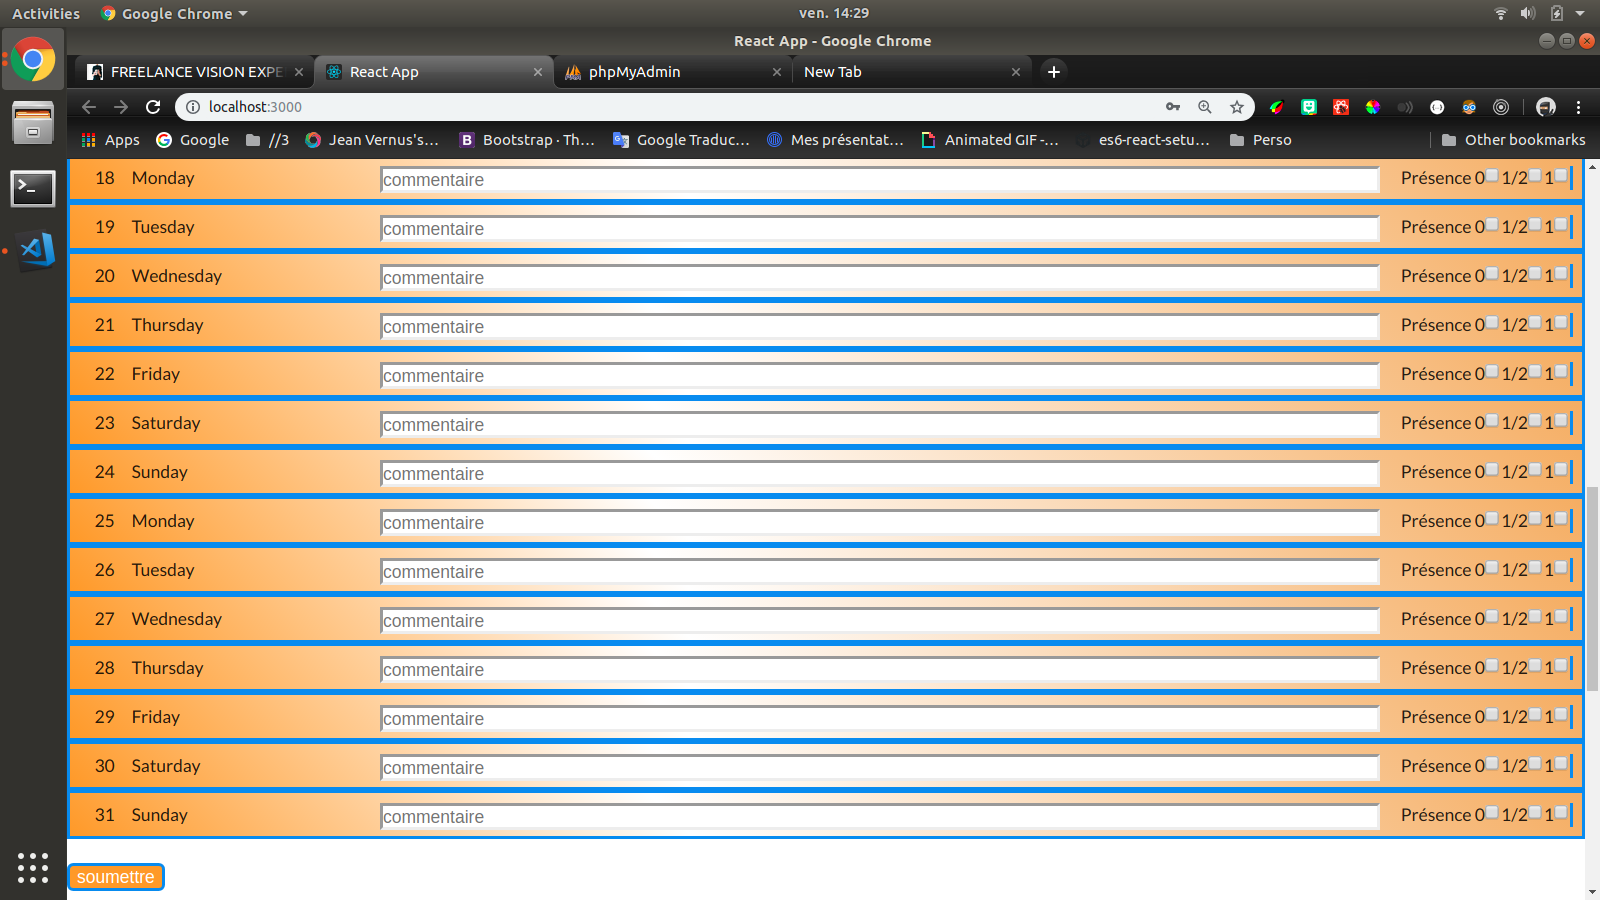 Activities Google Chrome ven. 14:29
React App - Google Chrome
FREELANCE VISION EXPE React App phpMyAdmin New Tab
localhost:3000
Apps Google //3 Jean Vernus's... Bootstrap · Th... Google Traduc... Mes présentat... Animated GIF -... es6-react-setu... Perso Other bookmarks
18 Monday commentaire Présence 0 1/2 1
19 Tuesday commentaire Présence 0 1/2 1
20 Wednesday commentaire Présence 0 1/2 1
21 Thursday commentaire Présence 0 1/2 1
22 Friday commentaire Présence 0 1/2 1
23 Saturday commentaire Présence 0 1/2 1
24 Sunday commentaire Présence 0 1/2 1
25 Monday commentaire Présence 0 1/2 1
26 Tuesday commentaire Présence 0 1/2 1
27 Wednesday commentaire Présence 0 1/2 1
28 Thursday commentaire Présence 0 1/2 1
29 Friday commentaire Présence 0 1/2 1
30 Saturday commentaire Présence 0 1/2 1
31 Sunday commentaire Présence 0 1/2 1
soumettre